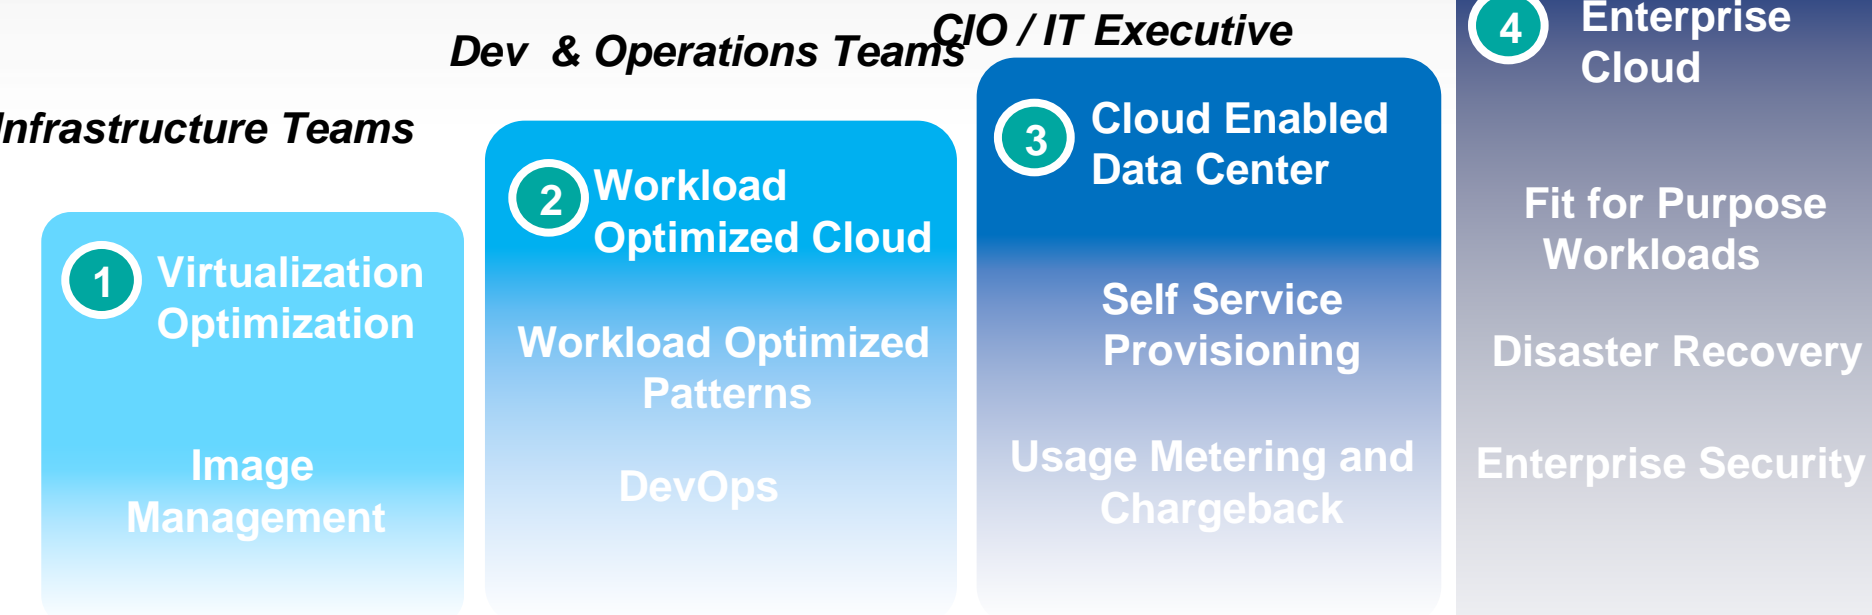 Infrastructure Teams
1
Virtualization
Optimization
Image
Management
Dev & Operations Teams
2
Workload
Optimized Cloud
Workload Optimized
Patterns
DevOps
CIO / IT Executive
3
Cloud Enabled
Data Center
Self Service
Provisioning
Usage Metering and
Chargeback
4
Enterprise
Cloud
Fit for Purpose
Workloads
Disaster Recovery
Enterprise Security